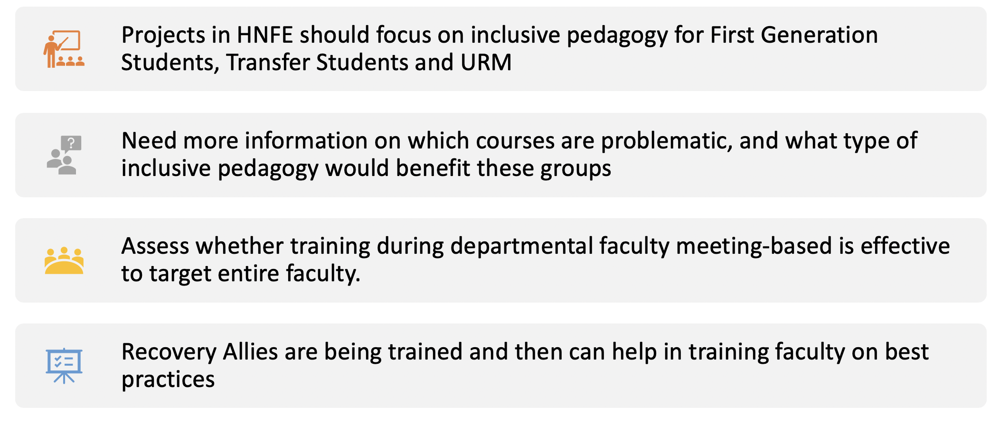 Projects in HNFE should focus on inclusive pedagogy for First Generation
Students, Transfer Students and URM
?
Need more information on which courses are problematic, and what type of
inclusive pedagogy would benefit these groups
Assess whether training during departmental faculty meeting-based is effective
to target entire faculty.
Recovery Allies are being trained and then can help in training faculty on best
practices